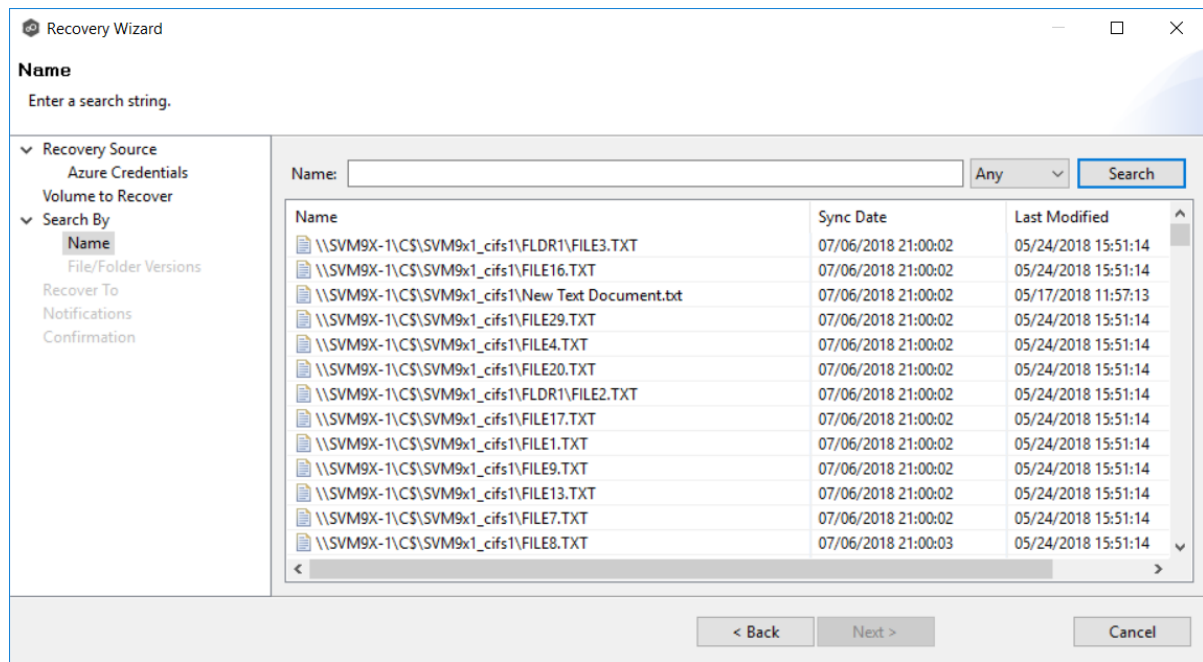 Recovery Wizard
Name
Enter a search string.
Recovery Source
Azure Credentials
Volume to Recover
Search By
Name
File/Folder Versions
Recover To
Notifications
Confirmation
Name: Any Search
Name Sync Date Last Modified
\\SVM9X-1\C$\SVM9x1_cifs1\FLDR1\FILE3.TXT 07/06/2018 21:00:02 05/24/2018 15:51:14
\\SVM9X-1\C$\SVM9x1_cifs1\FILE16.TXT 07/06/2018 21:00:02 05/24/2018 15:51:14
\\SVM9X-1\C$\SVM9x1_cifs1\New Text Document.txt 07/06/2018 21:00:02 05/17/2018 11:57:13
\\SVM9X-1\C$\SVM9x1_cifs1\FILE29.TXT 07/06/2018 21:00:02 05/24/2018 15:51:14
\\SVM9X-1\C$\SVM9x1_cifs1\FILE4.TXT 07/06/2018 21:00:02 05/24/2018 15:51:14
\\SVM9X-1\C$\SVM9x1_cifs1\FILE20.TXT 07/06/2018 21:00:02 05/24/2018 15:51:14
\\SVM9X-1\C$\SVM9x1_cifs1\FLDR1\FILE2.TXT 07/06/2018 21:00:02 05/24/2018 15:51:14
\\SVM9X-1\C$\SVM9x1_cifs1\FILE17.TXT 07/06/2018 21:00:02 05/24/2018 15:51:14
\\SVM9X-1\C$\SVM9x1_cifs1\FILE1.TXT 07/06/2018 21:00:02 05/24/2018 15:51:14
\\SVM9X-1\C$\SVM9x1_cifs1\FILE9.TXT 07/06/2018 21:00:02 05/24/2018 15:51:14
\\SVM9X-1\C$\SVM9x1_cifs1\FILE13.TXT 07/06/2018 21:00:02 05/24/2018 15:51:14
\\SVM9X-1\C$\SVM9x1_cifs1\FILE7.TXT 07/06/2018 21:00:02 05/24/2018 15:51:14
\\SVM9X-1\C$\SVM9x1_cifs1\FILE8.TXT 07/06/2018 21:00:03 05/24/2018 15:51:14
< Back Next > Cancel